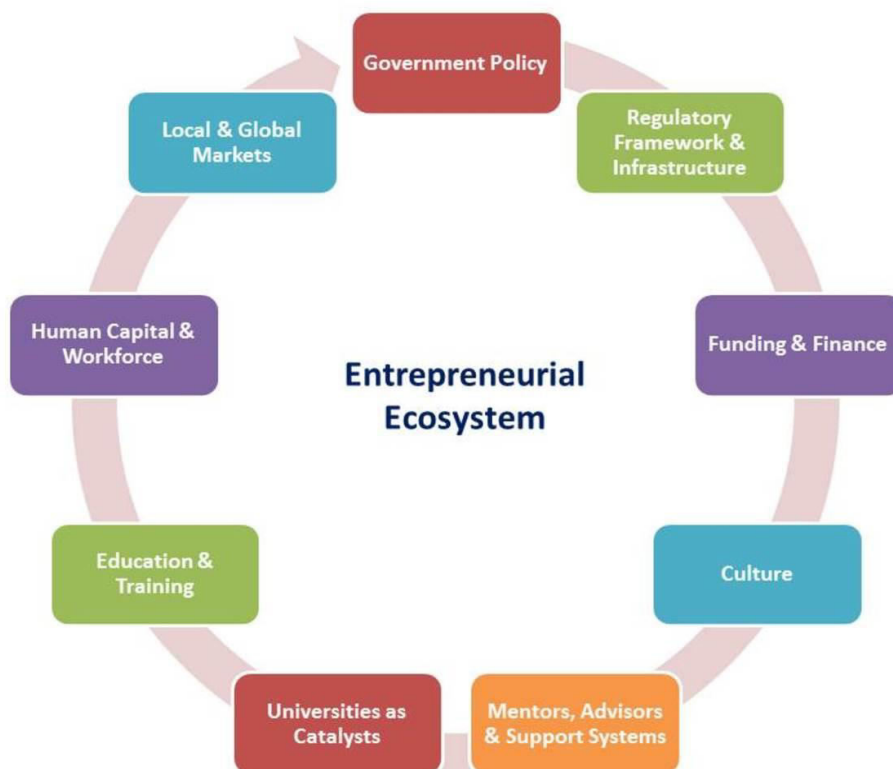 Government Policy
Regulatory
Framework &
Infrastructure
Funding & Finance
Culture
Mentors, Advisors
& Support Systems
Universities as
Catalysts
Education &
Training
Human Capital &
Workforce
Local & Global
Markets
Entrepreneurial
Ecosystem